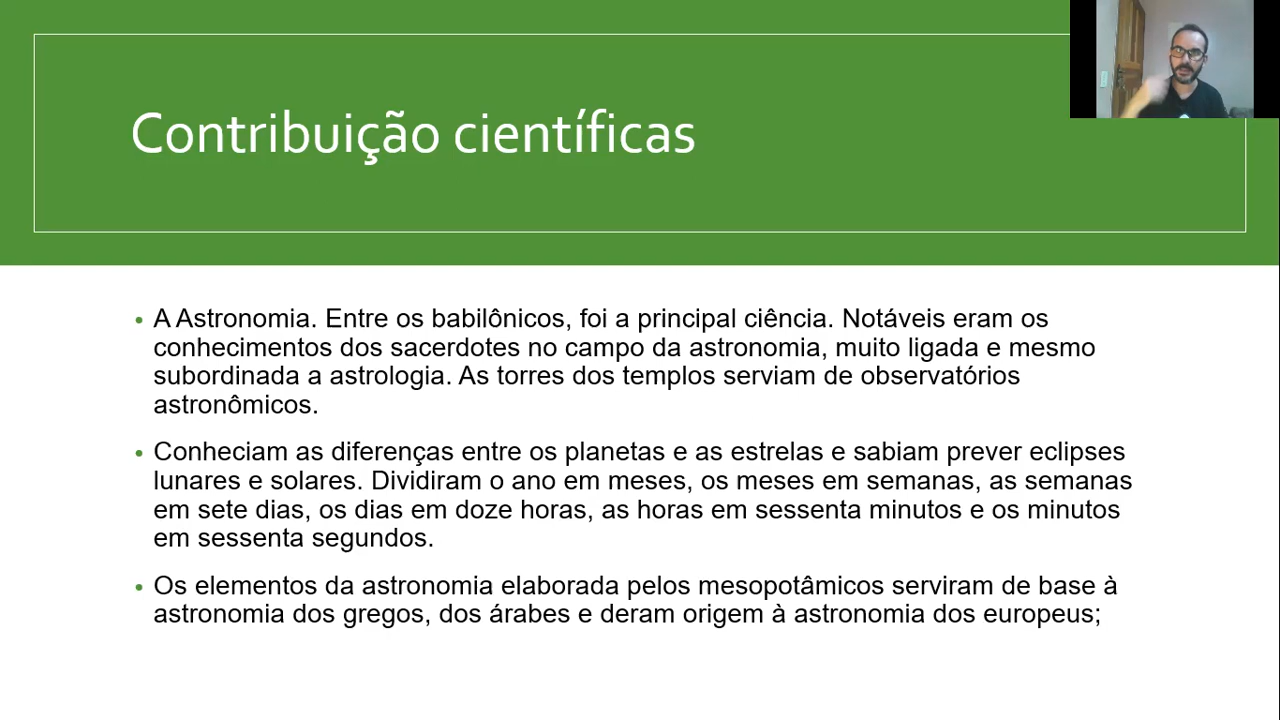 Contribuição científicas
• A Astronomia. Entre os babilônicos, foi a principal ciência. Notáveis eram os
conhecimentos dos sacerdotes no campo da astronomia, muito ligada e mesmo
subordinada a astrologia. As torres dos templos serviam de observatórios
astronômicos.
• Conheciam as diferenças entre os planetas e as estrelas e sabiam prever eclipses
lunares e solares. Dividiram o ano em meses, os meses em semanas, as semanas
em sete dias, os dias em doze horas, as horas em sessenta minutos e os minutos
em sessenta segundos.
• Os elementos da astronomia elaborada pelos mesopotâmicos serviram de base à
astronomia dos gregos, dos árabes e deram origem à astronomia dos europeus;